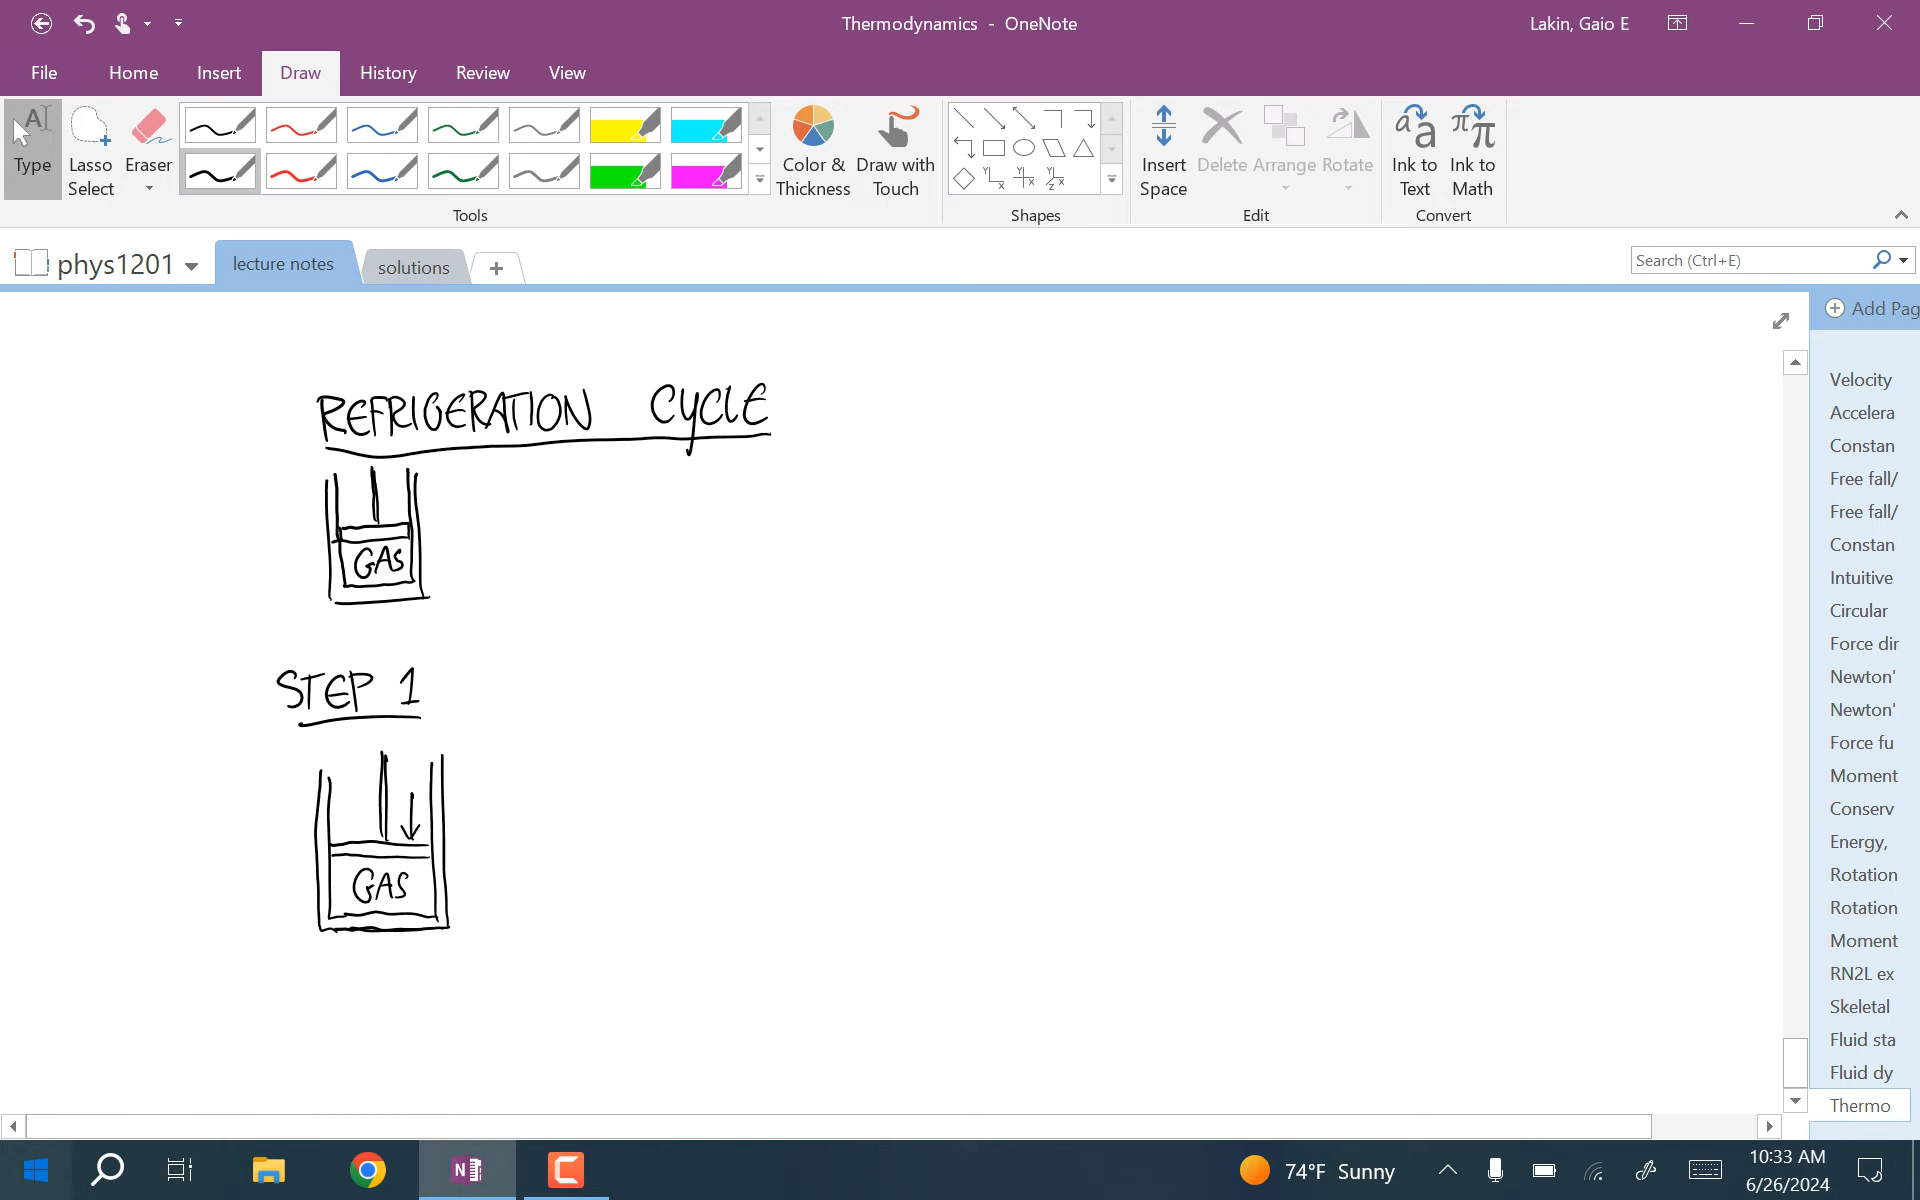 Thermodynamics - OneNote
Lakin, Gaio E
File Home Insert Draw History Review View
Type
Lasso Select
Eraser
Color & Thickness
Draw with Touch
Insert Space
Delete
Arrange
Rotate
Ink to Text
Ink to Math
Tools
Shapes
Edit
Convert
phys1201
lecture notes
solutions
Search (Ctrl+E)
Add Pag
REFRIGERATION CYCLE
GAS
STEP 1
GAS
Velocity
Accelera
Constan
Free fall/
Free fall/
Constan
Intuitive
Circular
Force dir
Newton'
Newton'
Force fu
Moment
Conserv
Energy,
Rotation
Rotation
Moment
RN2L ex
Skeletal
Fluid sta
Fluid dy
Thermo
74°F Sunny
10:33 AM
6/26/2024